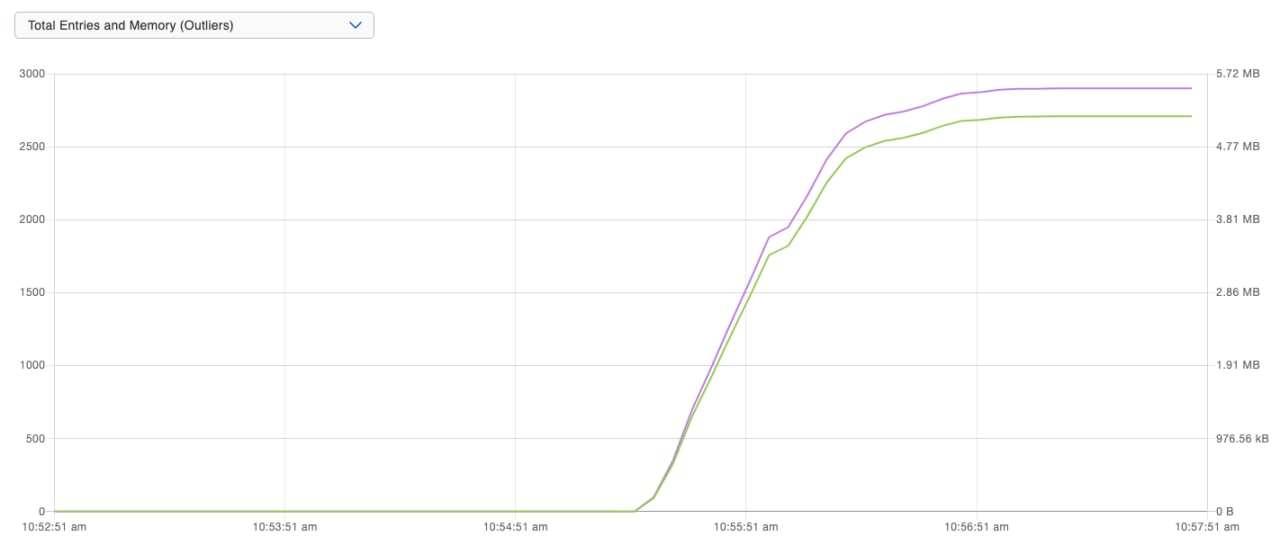 Total Entries and Memory (Outliers)
3000 5.72 MB
2500 4.77 MB
2000 3.81 MB
1500 2.86 MB
1000 1.91 MB
500 976.56 kB
0 0 B
10:52:51 am 10:53:51 am 10:54:51 am 10:55:51 am 10:56:51 am 10:57:51 am